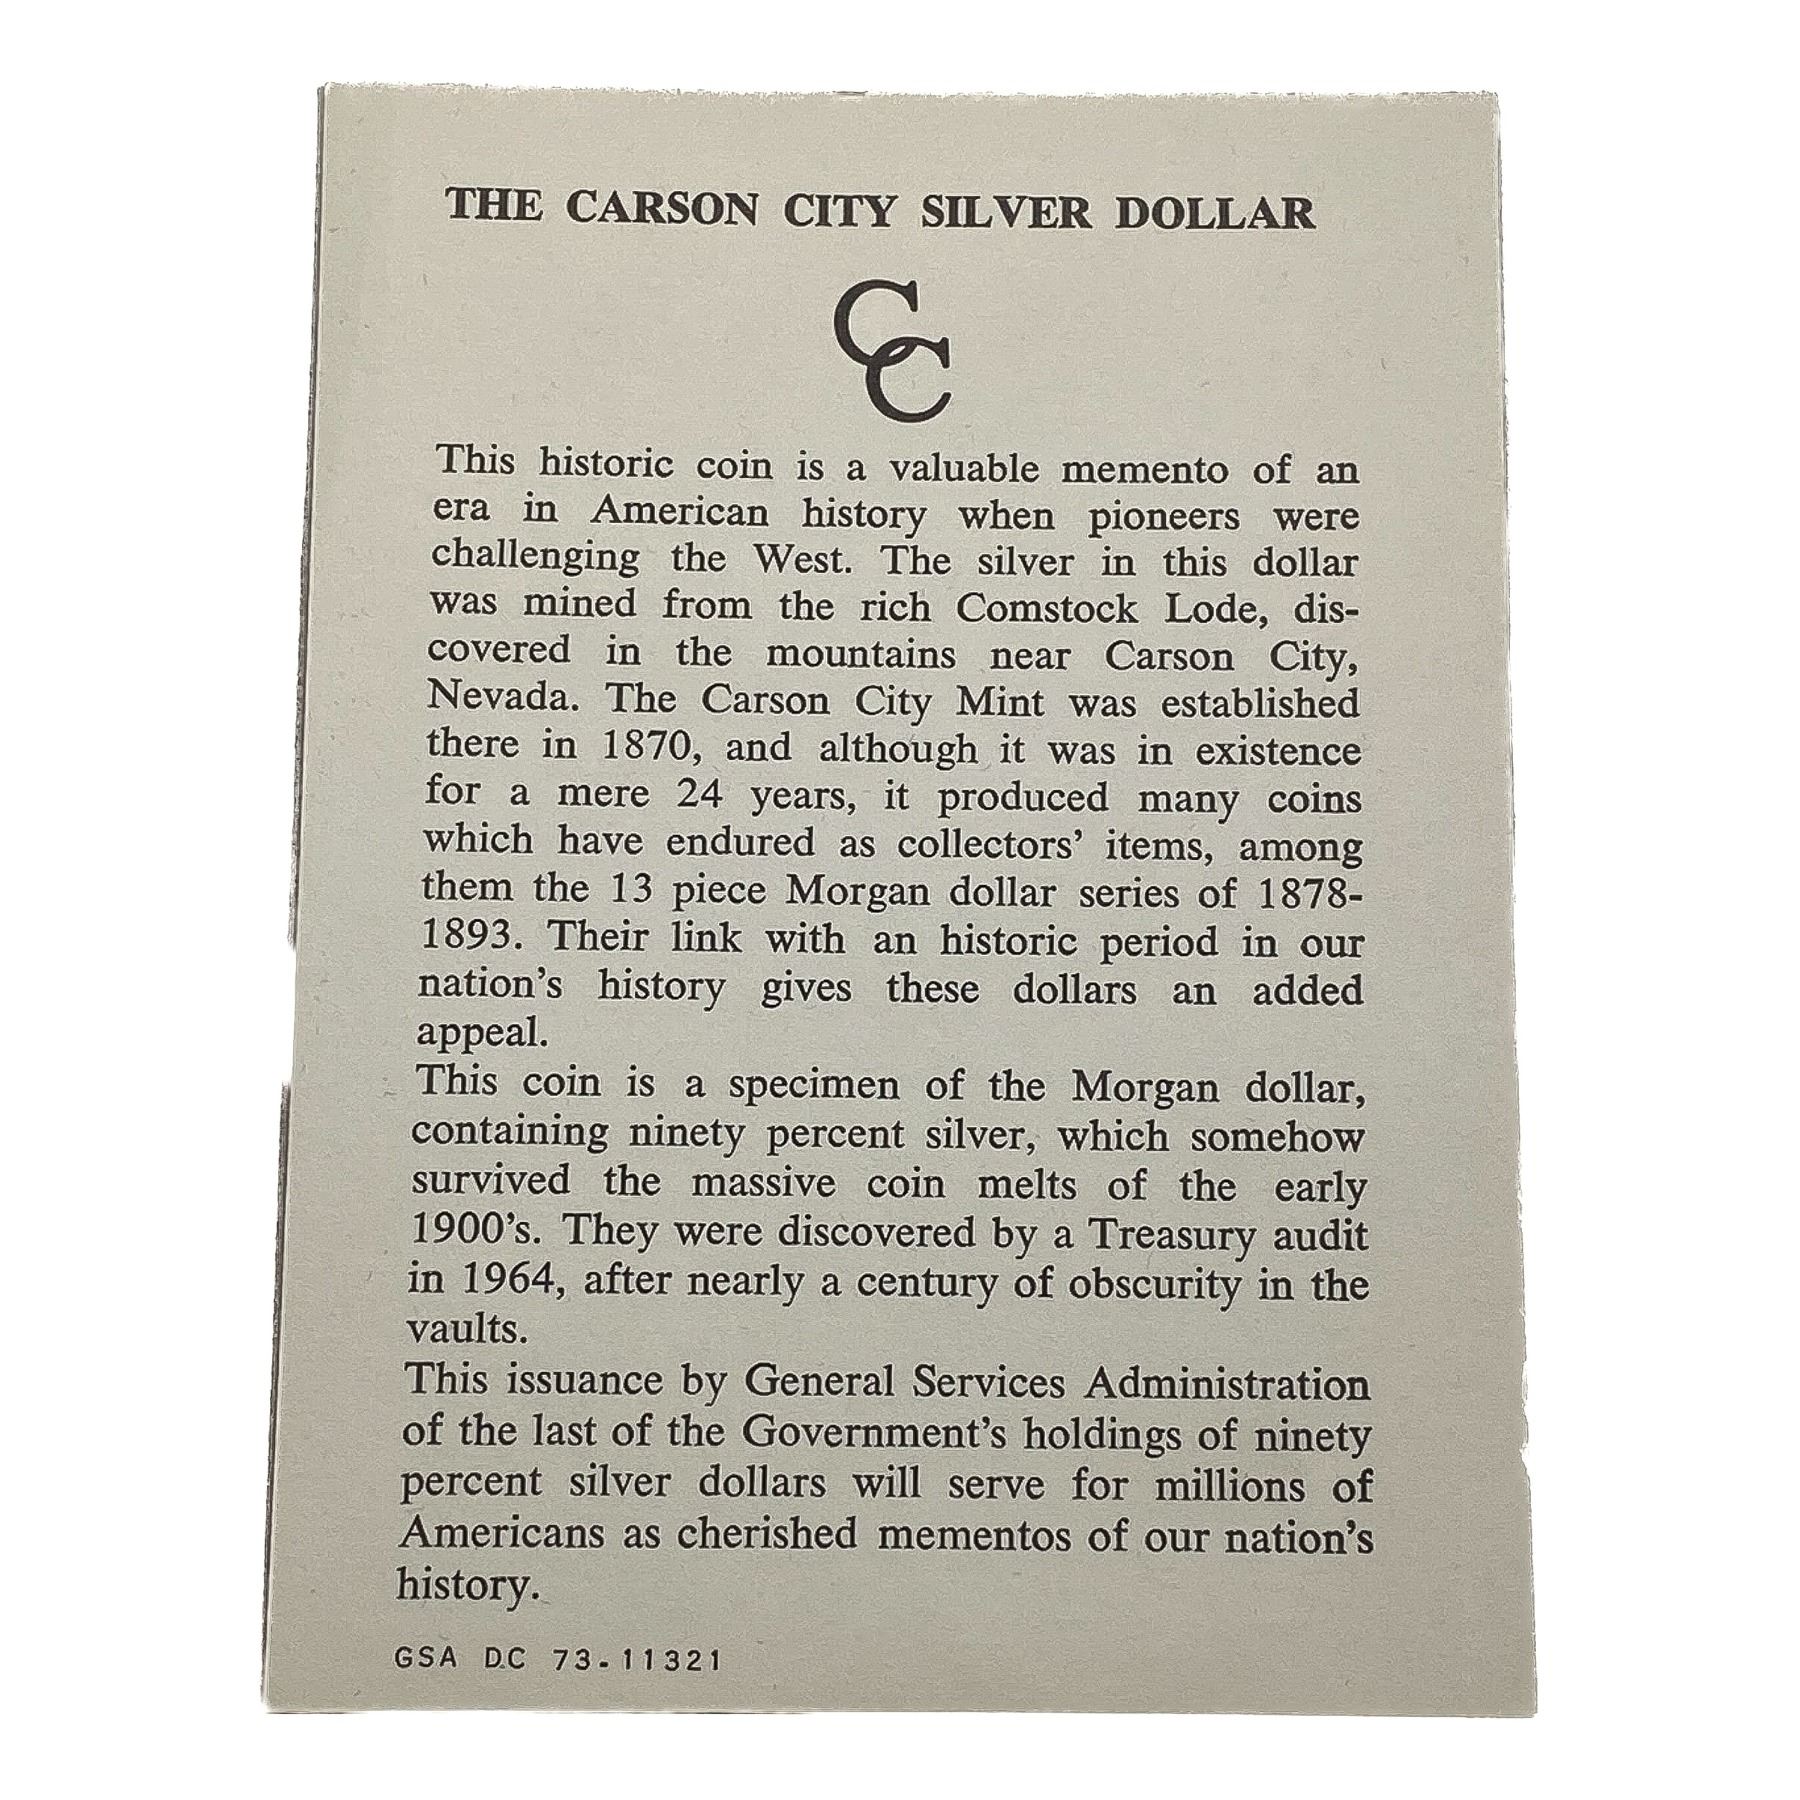 THE CARSON CITY SILVER DOLLAR
CC
This historic coin is a valuable memento of an
era in American history when pioneers were
challenging the West. The silver in this dollar
was mined from the rich Comstock Lode, dis-
covered in the mountains near Carson City,
Nevada. The Carson City Mint was established
there in 1870, and although it was in existence
for a mere 24 years, it produced many coins
which have endured as collectors' items, among
them the 13 piece Morgan dollar series of 1878-
1893. Their link with an historic period in our
nation's history gives these dollars an added
appeal.
This coin is a specimen of the Morgan dollar,
containing ninety percent silver, which somehow
survived the massive coin melts of the early
1900's. They were discovered by a Treasury audit
in 1964, after nearly a century of obscurity in the
vaults.
This issuance by General Services Administration
of the last of the Government's holdings of ninety
percent silver dollars will serve for millions of
Americans as cherished mementos of our nation's
history.
GSA DC 73-11321